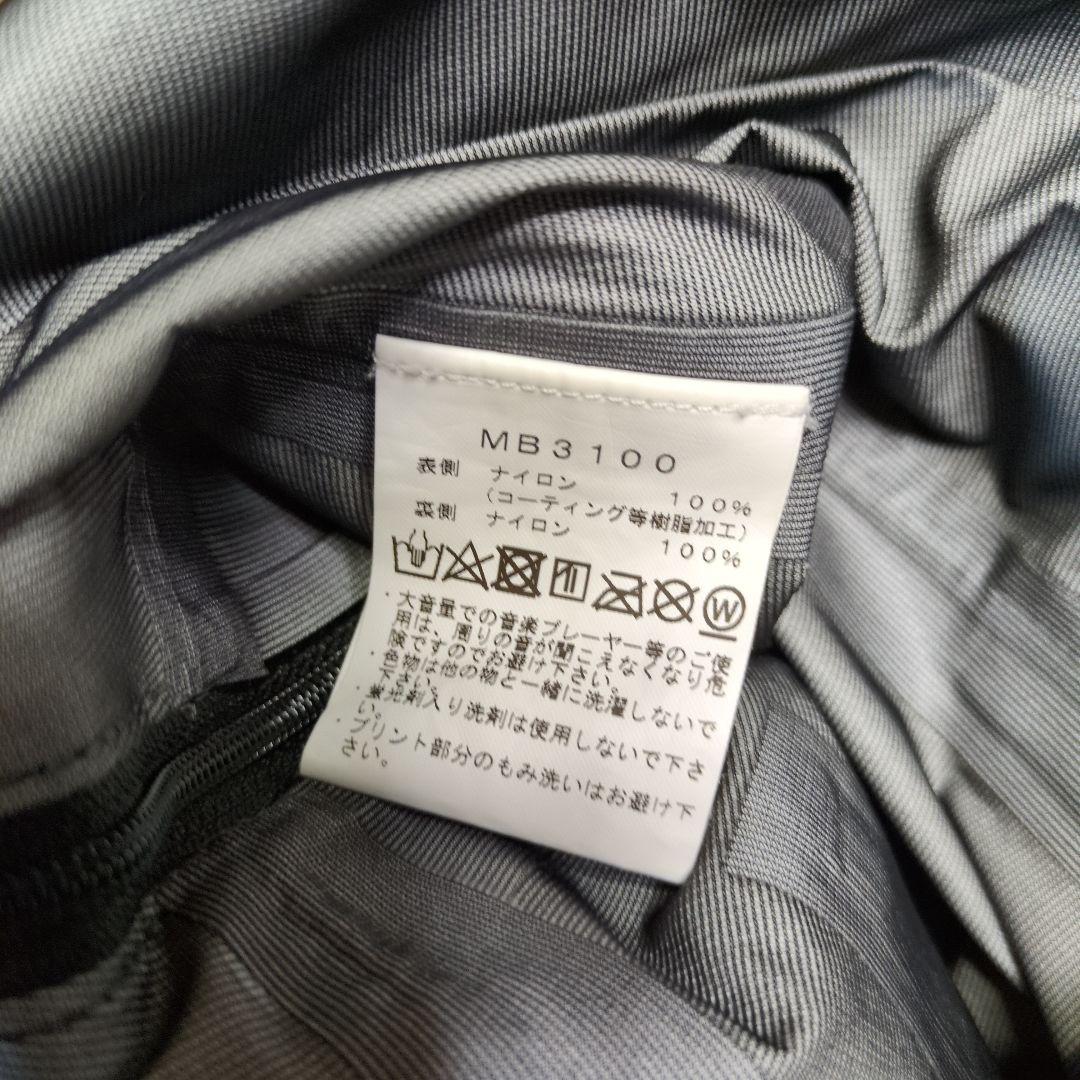 MB3100
表側 ナイロン 100%
(コーティング等樹脂加工)
裏側 ナイロン 100%
W
・大音量での音楽プレーヤー等のご使
用は、周りの音が聞こえなくなり危
険ですのでお避け下さい。
・色物は他の物と一緒に洗濯しないで
下さい。
・蛍光剤入り洗剤は使用しないで下さ
い。
・プリント部分のもみ洗いはお避け下
さい。